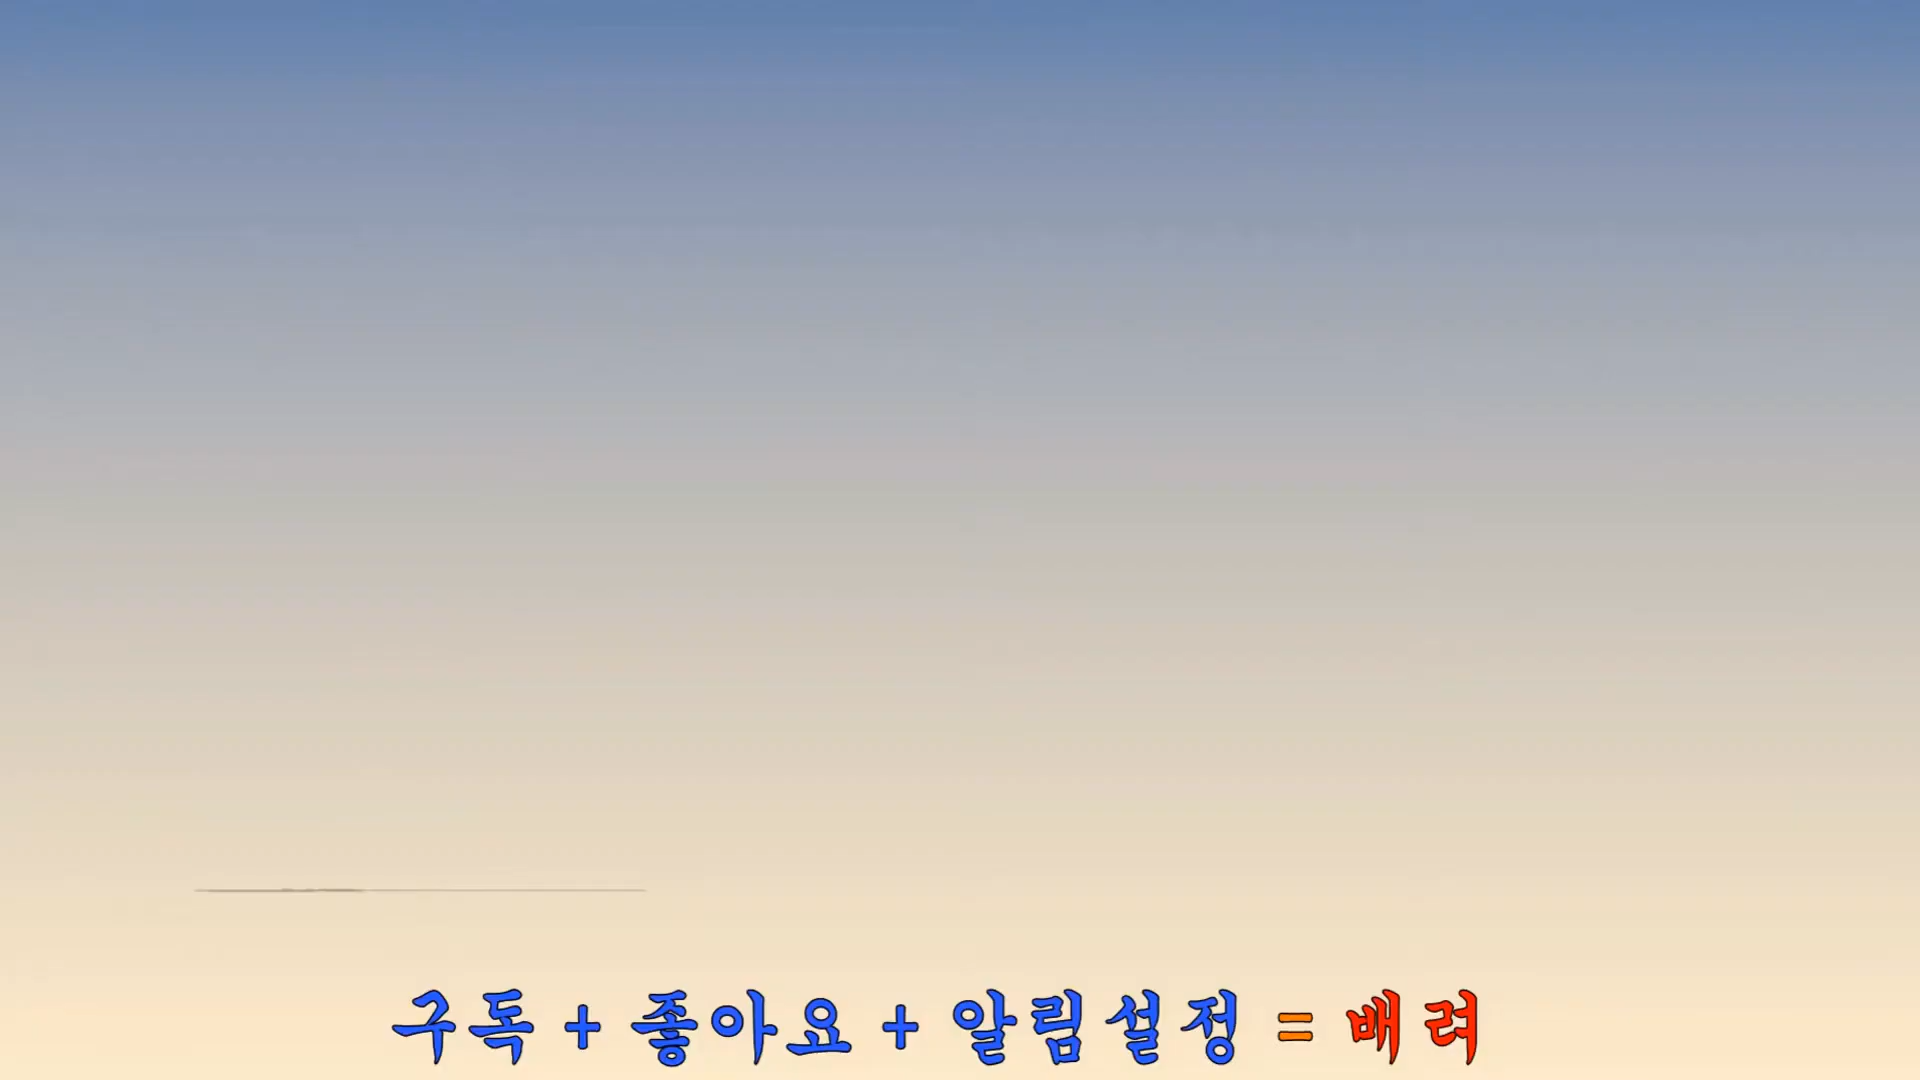 구독 + 좋아요 + 알림설정 = 배려